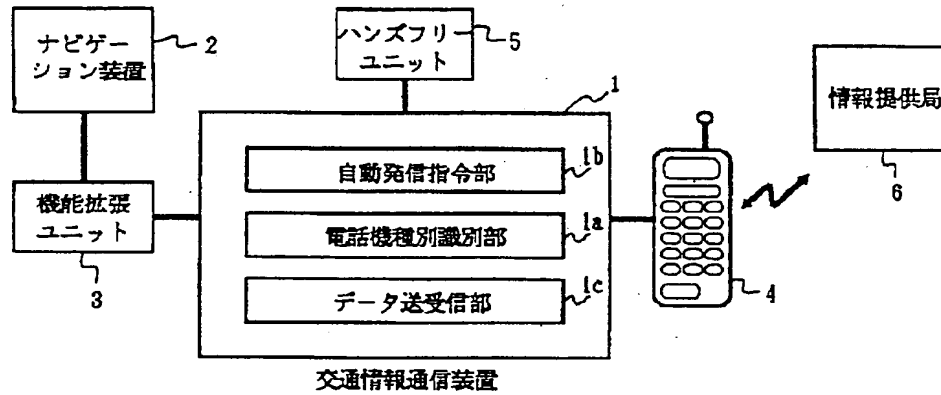 ナビゲー
ション装置
2
ハンズフリー
ユニット
5
1
情報提供局
6
自動発信指令部
1b
機能拡張
ユニット
3
電話機種別識別部
1a
データ送受信部
1c
4
交通情報通信装置